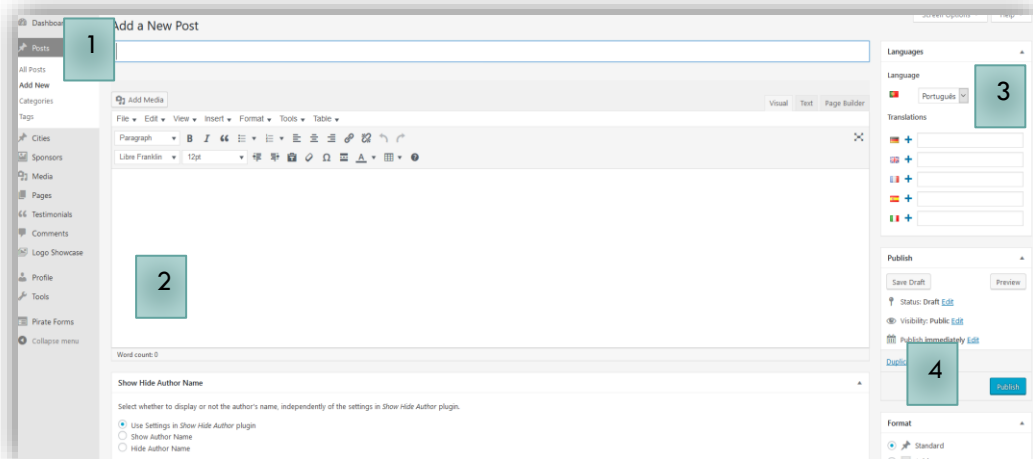 Dashboar
Posts
All Posts
Add New
Categories
Tags
Cities
Sponsors
Media
Pages
Testimonials
Comments
Logo Showcase
Profile
Tools
Pirate Forms
Collapse menu
1
Add a New Post
Add Media
Visual Text Page Builder
File Edit View Insert Format Tools Table
Paragraph
Libre Franklin 12pt
2
Word count: 0
Show Hide Author Name
Select whether to display or not the author's name, independently of the settings in Show Hide Author plugin.
Use Settings in Show Hide Author plugin
Show Author Name
Hide Author Name
Screen Options Help
Languages
Language
Português
3
Translations
Publish
Save Draft Preview
Status: Draft Edit
Visibility: Public Edit
Publish immediately Edit
Duplic
4
Publish
Format
Standard